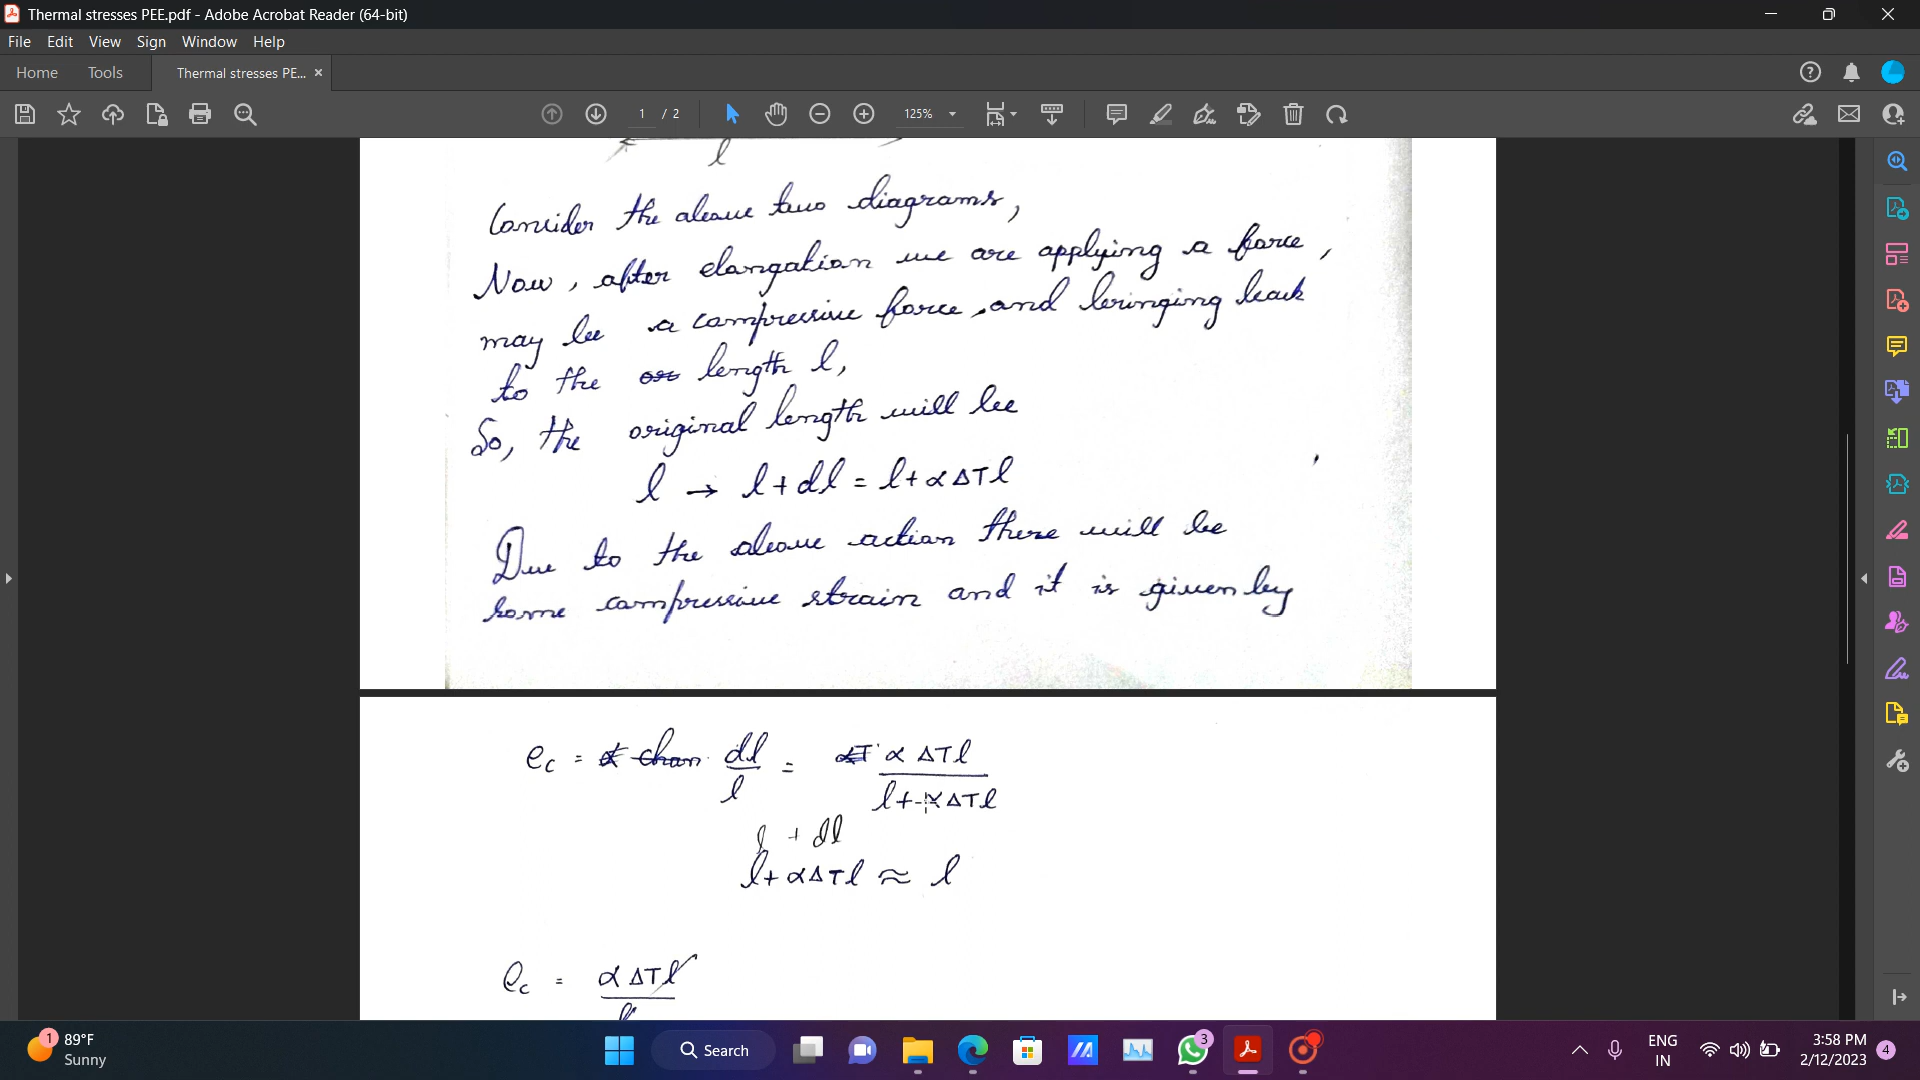 Thermal stresses PEE.pdf - Adobe Acrobat Reader (64-bit)
File Edit View Sign Window Help
Home Tools Thermal stresses PE... ×
1 / 2 125%
l
Consider the above two diagrams,
Now, after elongation we are applying a force,
may be a compressive force, and bringing back
to the length l,
So, the original length will be
l → l + dl = l + α ΔT l
Due to the above action there will be
some compressive strain and it is given by
e_c = dl/l = α ΔT l / l + α ΔT l
l + dl
l + α ΔT l ≈ l
e_c = α ΔT l / l
1 89°F
Sunny
Search
3
ENG
IN
3:58 PM
2/12/2023
4